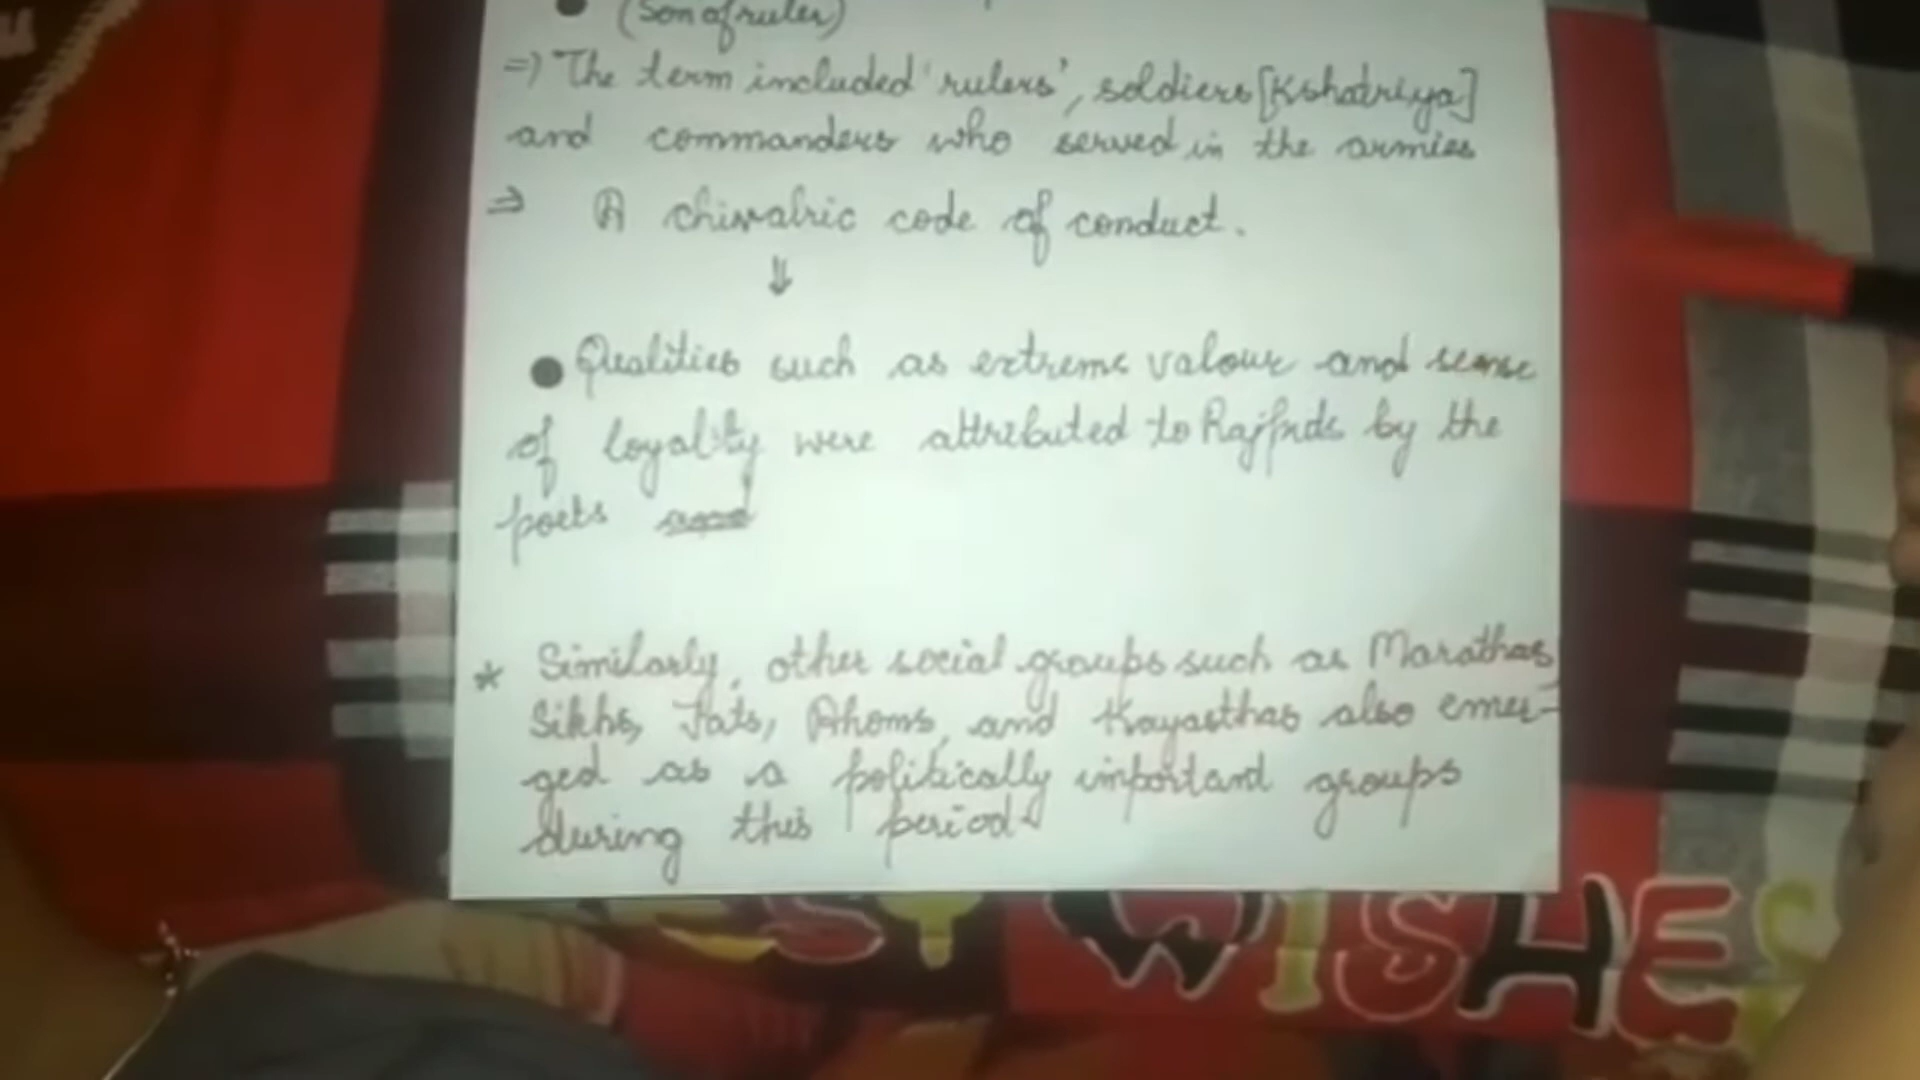 (Son of ruler)
=> The term included 'rulers', soldiers [Kshatriya]
and commanders who served in the armies
=> A chivalric code of conduct.
⇓
● Qualities such as extreme valour and sense
of loyality were attributed to Rajputs by the
poets and
* Similarly, other social groups such as Marathas,
Sikhs, Jats, Ahoms, and Kayasthas also emer-
ged as a politically important groups
during this period.
WISHES